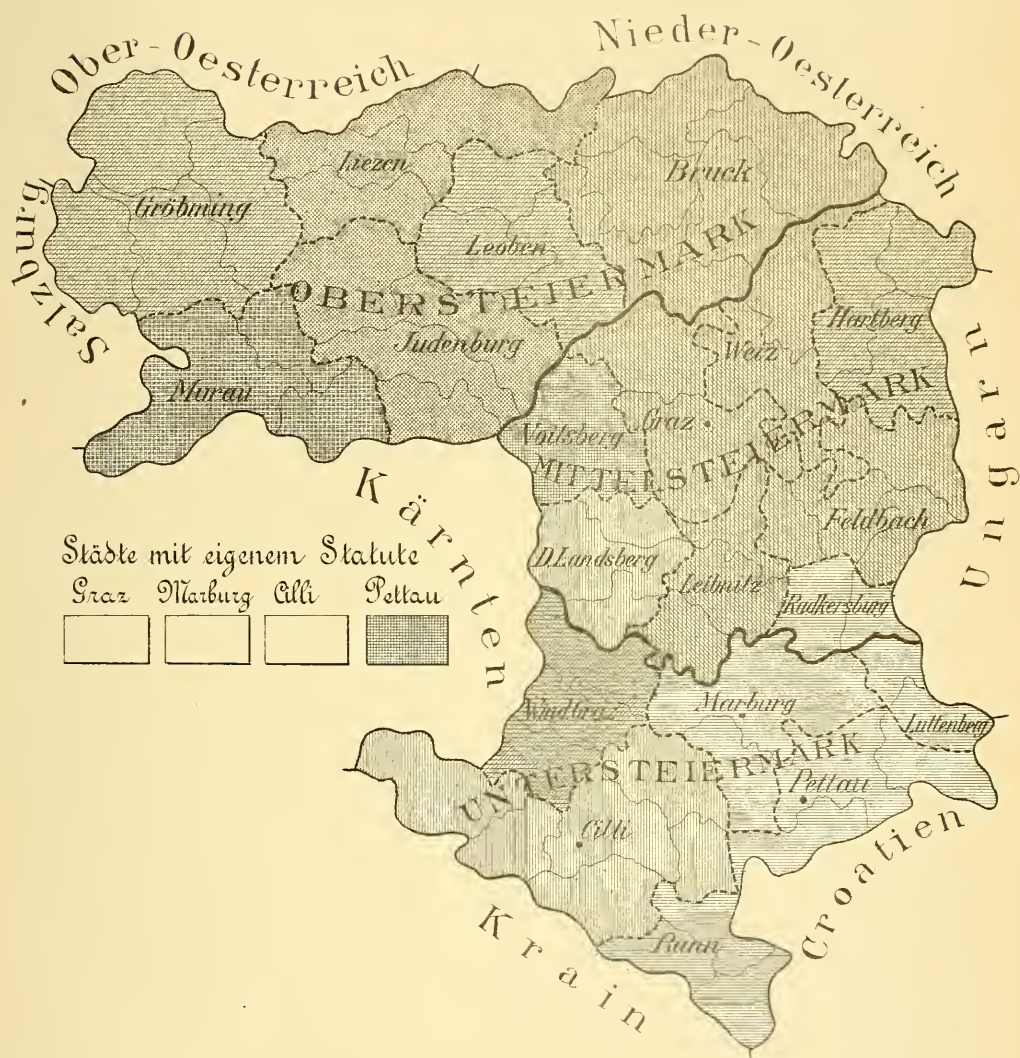 Ober-Oesterreich
Nieder-Oesterreich
Salzburg
Gröbming
Liezen
Leoben
Bruck
OBERSTEIERMARK
Judenburg
Murau
Hartberg
Weiz
Graz
Voitsberg
MITTELSTEIERMARK
Ungarn
Kärnten
Feldbach
D.Landsberg
Leibnitz
Radkersburg
Städte mit eigenem Statute
Graz Marburg Cilli Pettau
WindGraz
Marburg
Luttenberg
UNTERSTEIERMARK
Pettau
Cilli
Croatien
Krain
Rann